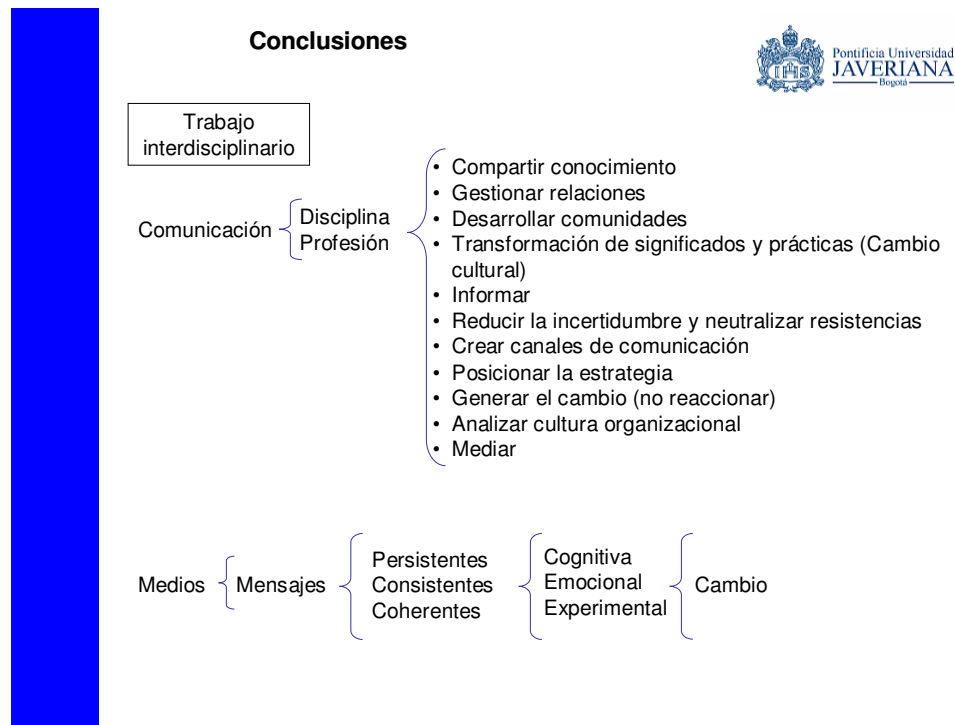 Conclusiones
Pontificia Universidad
JAVERIANA
Bogotá
Trabajo
interdisciplinario
Comunicación
Disciplina
Profesión
• Compartir conocimiento
• Gestionar relaciones
• Desarrollar comunidades
• Transformación de significados y prácticas (Cambio
cultural)
• Informar
• Reducir la incertidumbre y neutralizar resistencias
• Crear canales de comunicación
• Posicionar la estrategia
• Generar el cambio (no reaccionar)
• Analizar cultura organizacional
• Mediar
Medios
Mensajes
Persistentes
Consistentes
Coherentes
Cognitiva
Emocional
Experimental
Cambio